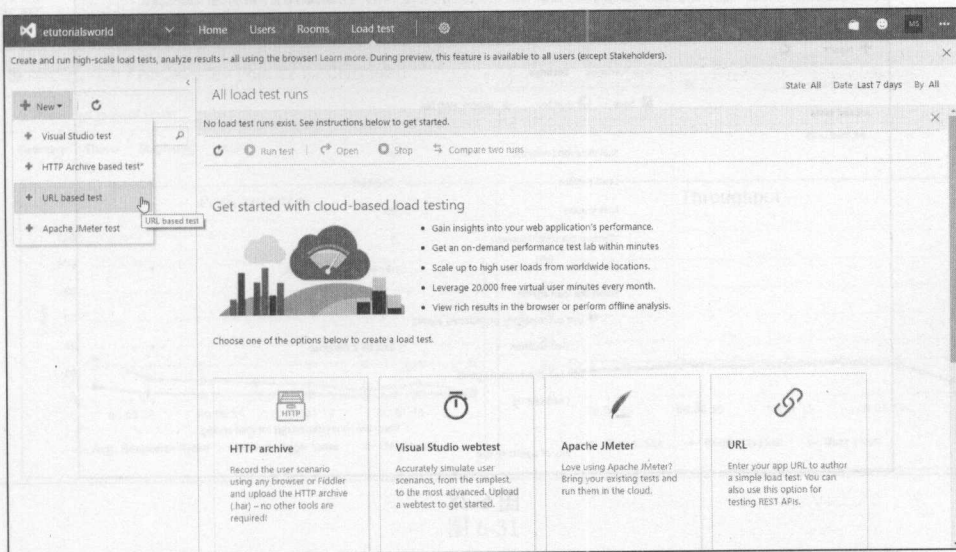 etutorialsworld Home Users Rooms Load test MS
Create and run high-scale load tests, analyze results – all using the browser! Learn more. During preview, this feature is available to all users (except Stakeholders).
New
All load test runs
State All Date Last 7 days By All
No load test runs exist. See instructions below to get started.
Run test Open Stop Compare two runs
Visual Studio test
HTTP Archive based test*
URL based test
URL based test
Apache JMeter test
Get started with cloud-based load testing
• Gain insights into your web application's performance.
• Get an on-demand performance test lab within minutes
• Scale up to high user loads from worldwide locations.
• Leverage 20,000 free virtual user minutes every month.
• View rich results in the browser or perform offline analysis.
Choose one of the options below to create a load test.
HTTP
HTTP archive
Record the user scenario
using any browser or Fiddler
and upload the HTTP archive
(.har) – no other tools are
required!
Visual Studio webtest
Accurately simulate user
scenarios, from the simplest,
to the most advanced. Upload
a webtest to get started.
Apache JMeter
Love using Apache JMeter?
Bring your existing tests and
run them in the cloud.
URL
Enter your app URL to author
a simple load test. You can
also use this option for
testing REST APIs.